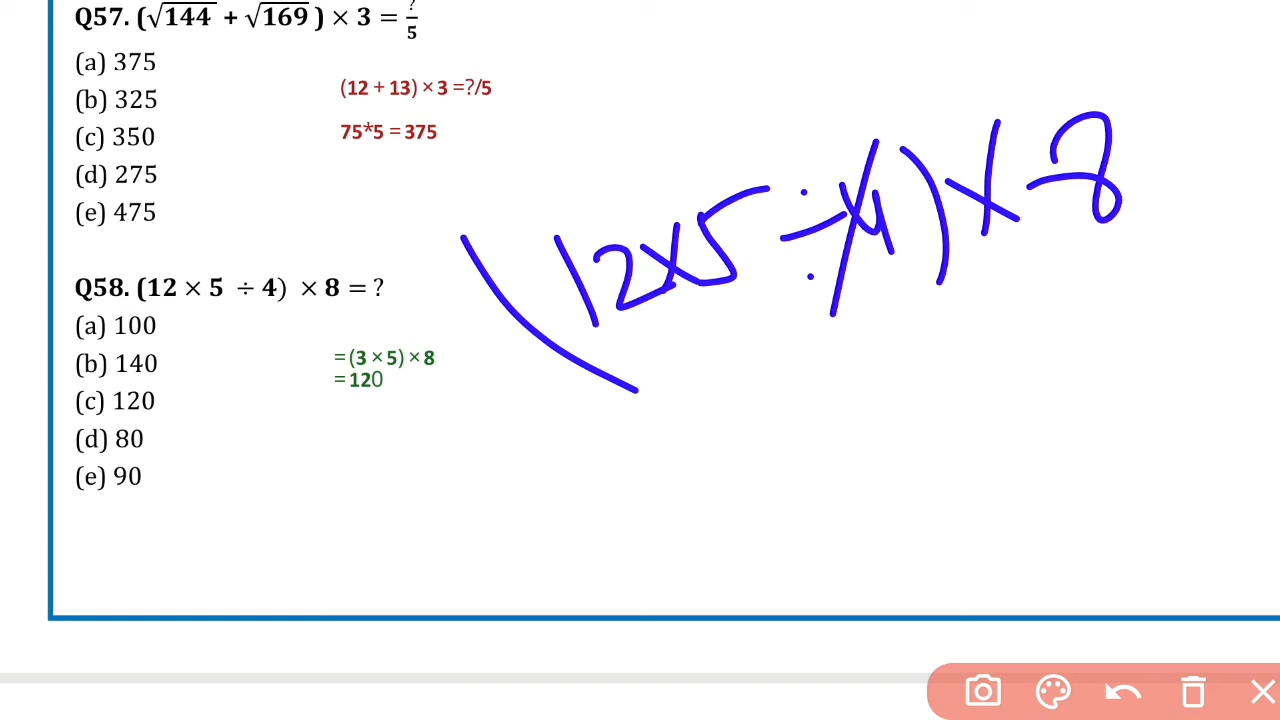 Q57. (√144 + √169 ) × 3 = ?/5
(a) 375
(b) 325
(c) 350
(d) 275
(e) 475
(12 + 13) × 3 =?/5
75*5 = 375
(12×5÷4)×8
Q58. (12 × 5 ÷ 4) × 8 = ?
(a) 100
(b) 140
(c) 120
(d) 80
(e) 90
= (3 × 5) × 8
= 120